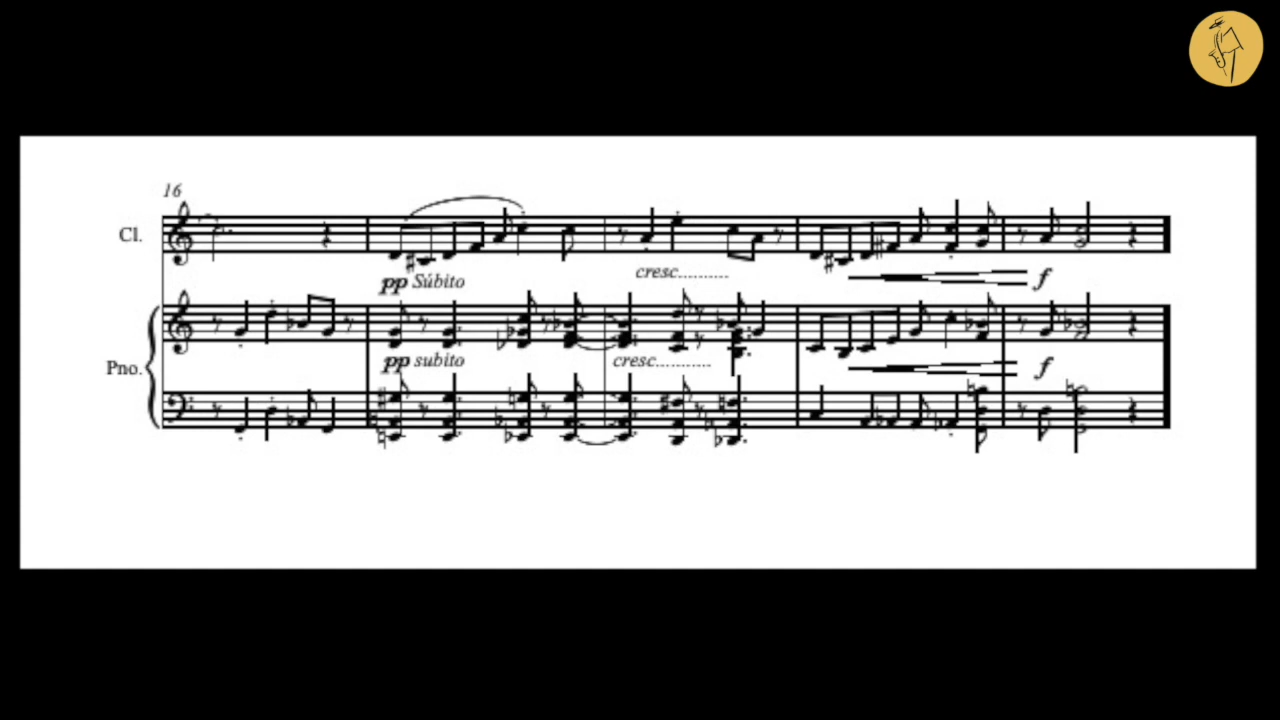 16
Cl.
pp Súbito
cresc...........
f
Pno.
pp subito
cresc............
f